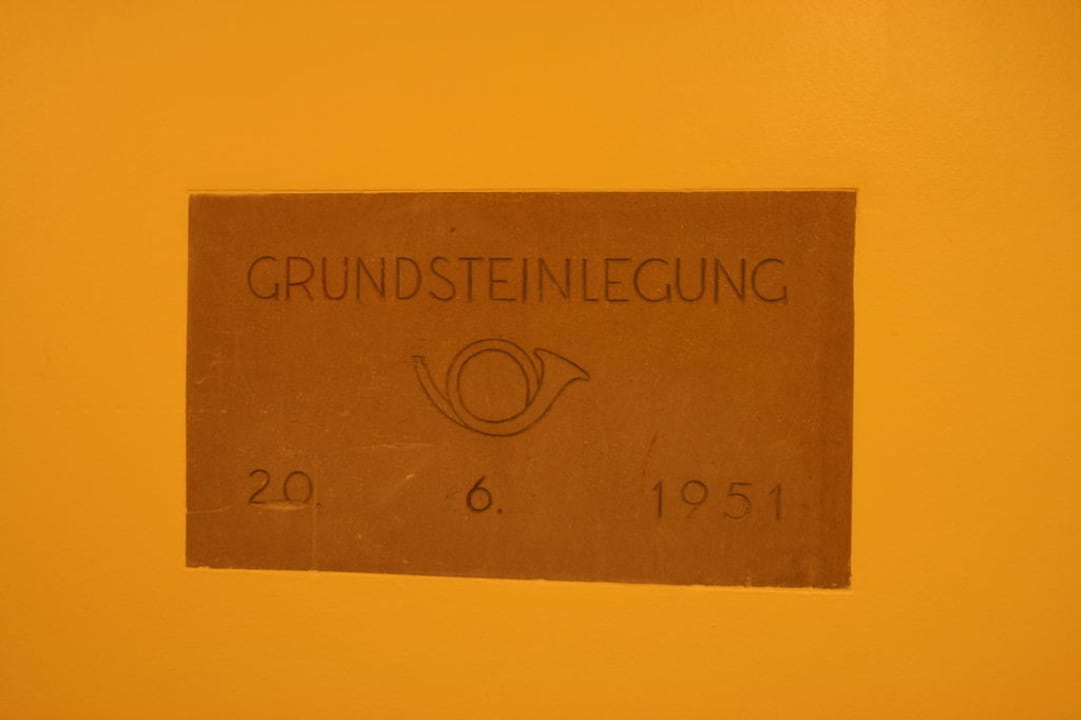 GRUNDSTEINLEGUNG
20. 6. 1951